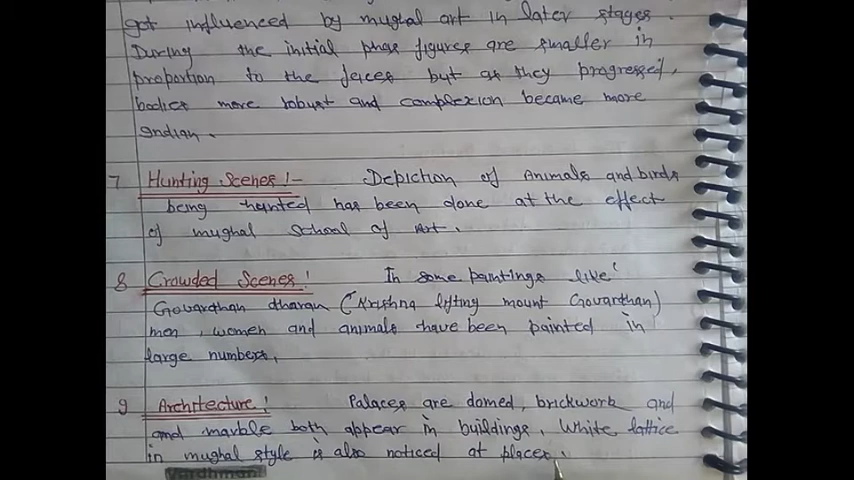 got influenced by mughal art in later stages.
During the initial phase figures are smaller in
proportion to the faces but as they progressed,
bodies more robust and complexion became more
Indian.
7 Hunting Scenes:- Depiction of Animals and birds
being hunted has been done at the effect
of mughal school of Art.
8 Crowded Scenes: In some paintings like'
Govardhan dharan (Krishna lifting mount Govardhan)
men, women and animals have been painted in
large numbers.
9 Architecture: Palaces are domed, brickwork and
and marble both appear in buildings. White lattice
in mughal style is also noticed at places.
Vardhman